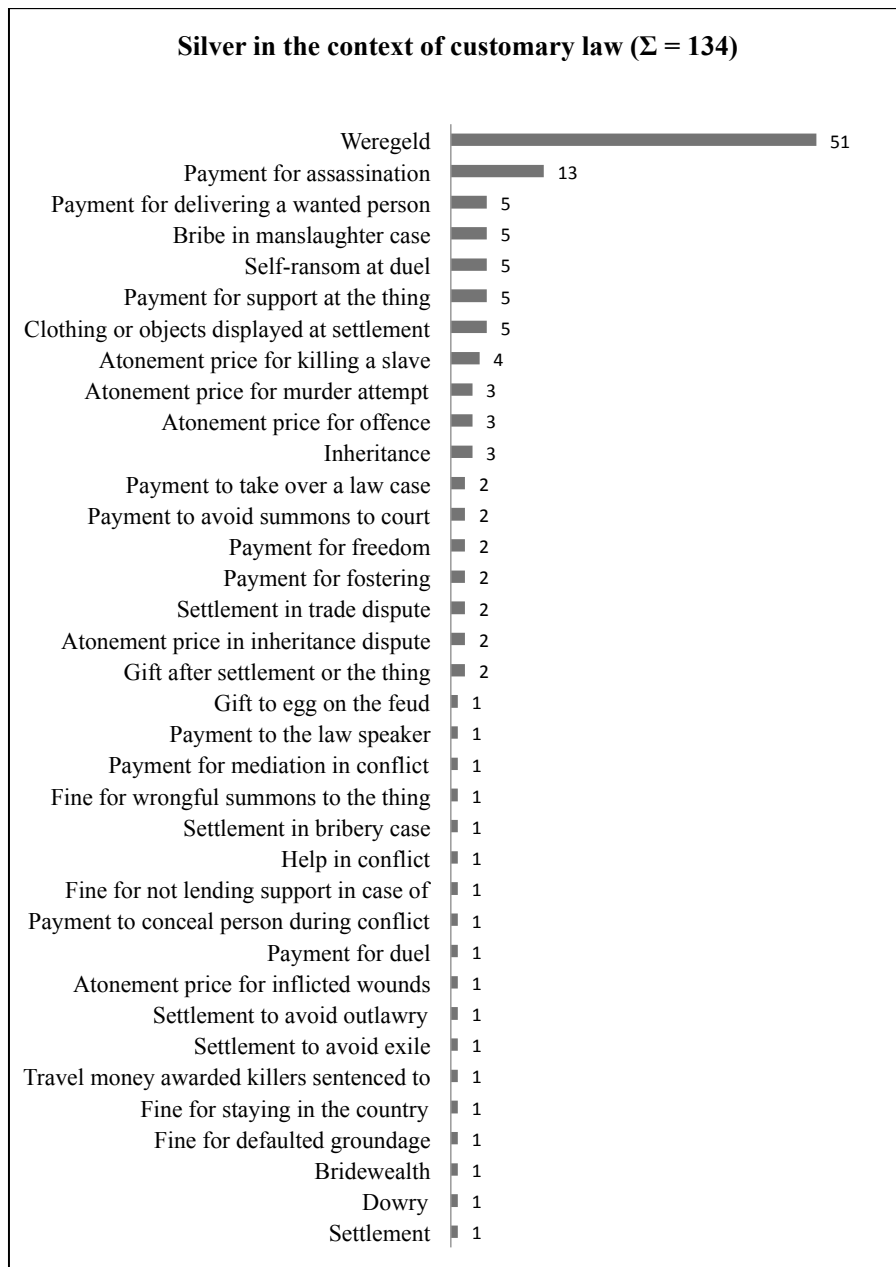 Silver in the context of customary law (Σ = 134)
Weregeld 51
Payment for assassination 13
Payment for delivering a wanted person 5
Bribe in manslaughter case 5
Self-ransom at duel 5
Payment for support at the thing 5
Clothing or objects displayed at settlement 5
Atonement price for killing a slave 4
Atonement price for murder attempt 3
Atonement price for offence 3
Inheritance 3
Payment to take over a law case 2
Payment to avoid summons to court 2
Payment for freedom 2
Payment for fostering 2
Settlement in trade dispute 2
Atonement price in inheritance dispute 2
Gift after settlement or the thing 2
Gift to egg on the feud 1
Payment to the law speaker 1
Payment for mediation in conflict 1
Fine for wrongful summons to the thing 1
Settlement in bribery case 1
Help in conflict 1
Fine for not lending support in case of 1
Payment to conceal person during conflict 1
Payment for duel 1
Atonement price for inflicted wounds 1
Settlement to avoid outlawry 1
Settlement to avoid exile 1
Travel money awarded killers sentenced to 1
Fine for staying in the country 1
Fine for defaulted groundage 1
Bridewealth 1
Dowry 1
Settlement 1